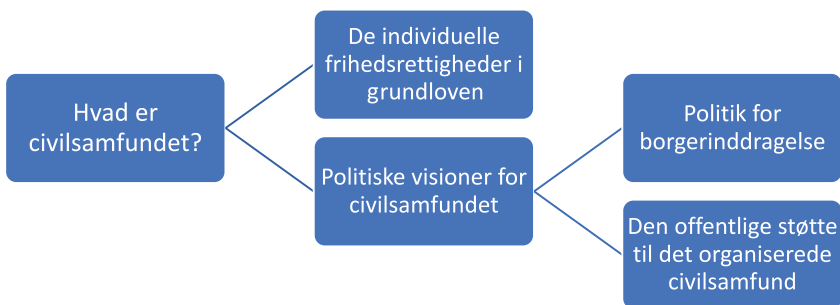 Hvad er
civilsamfundet?
De individuelle
frihedsrettigheder i
grundloven
Politiske visioner for
civilsamfundet
Politik for
borgerinddragelse
Den offentlige støtte
til det organiserede
civilsamfund